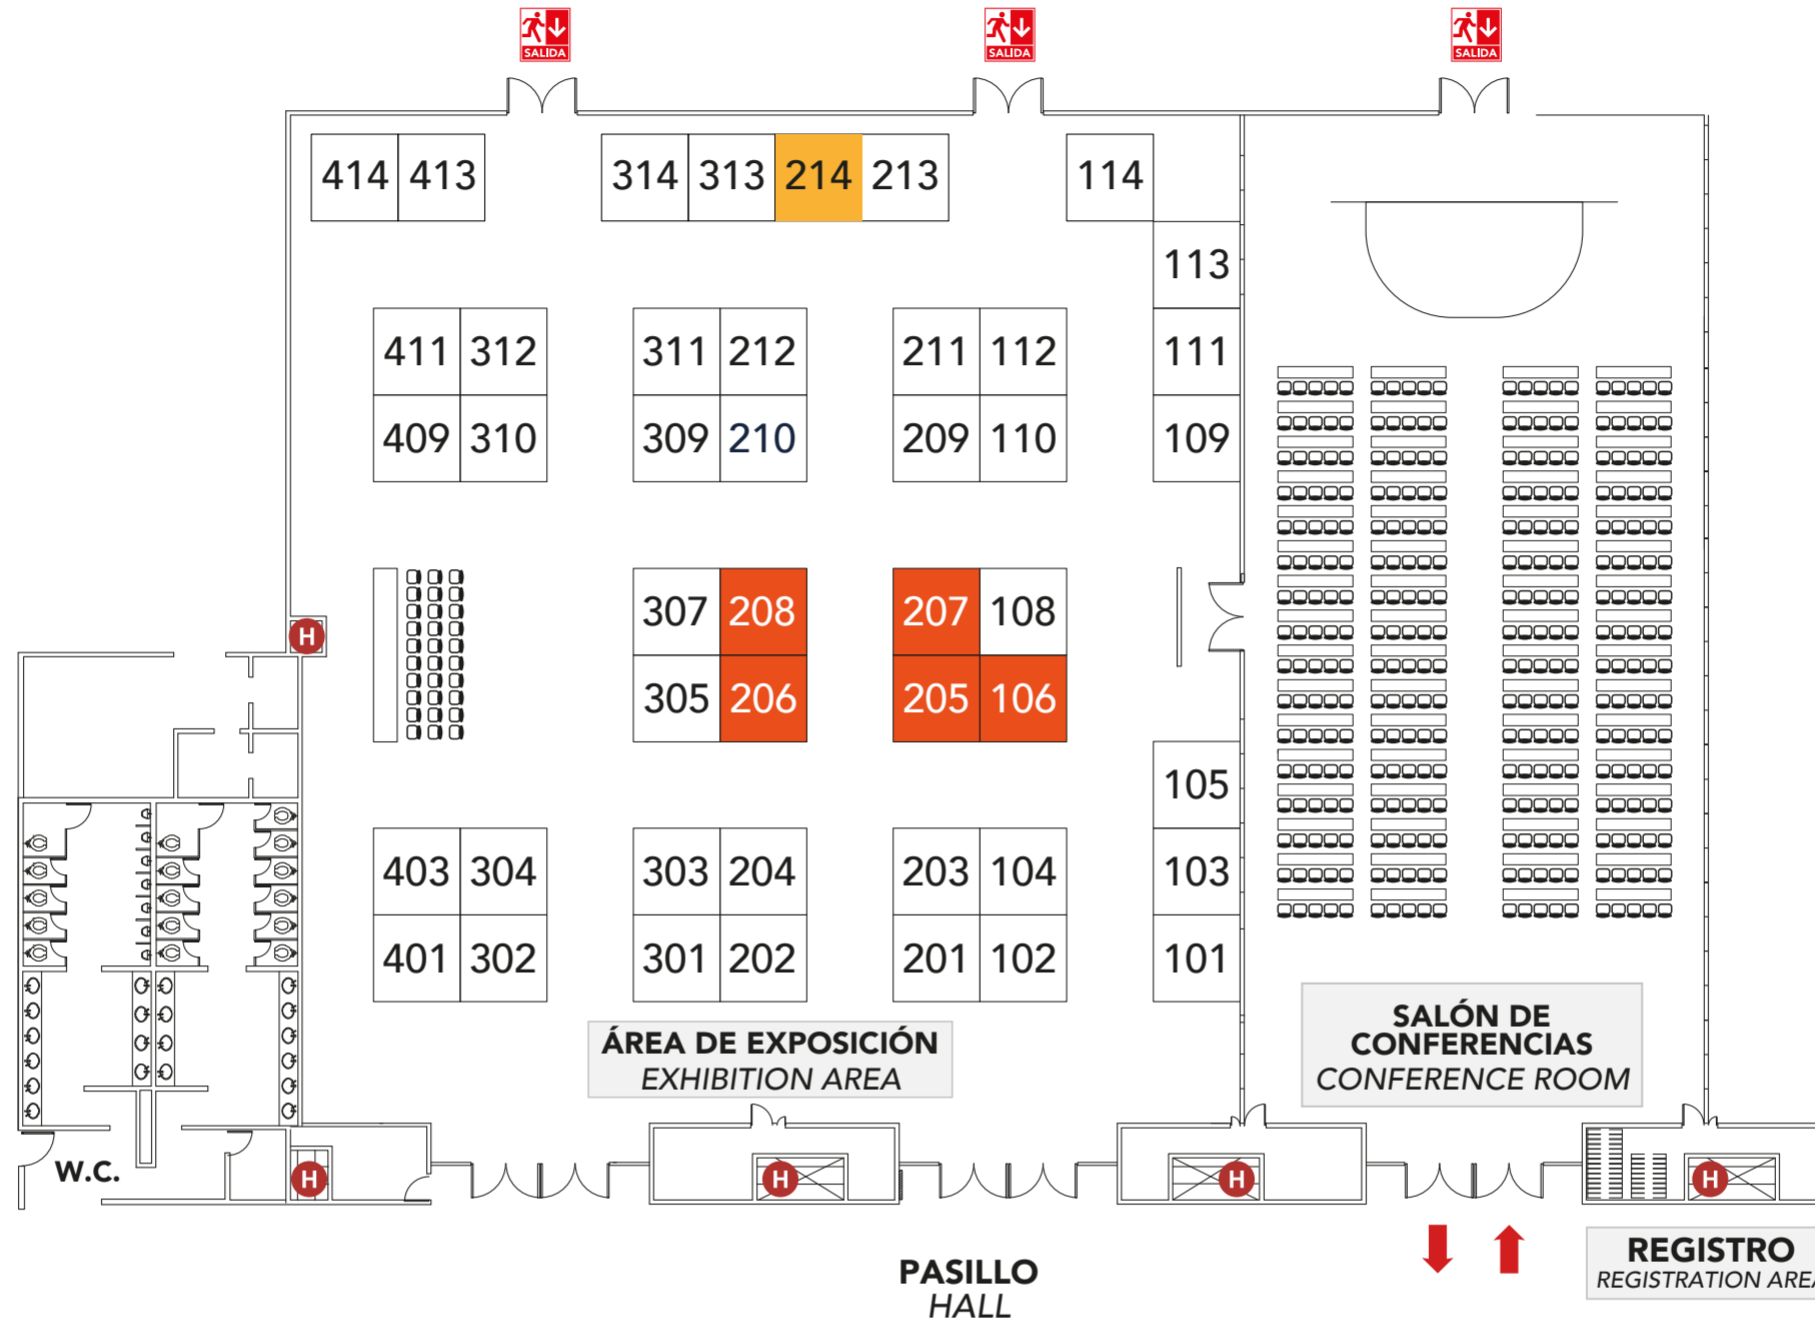 SALIDA SALIDA SALIDA
414 413 314 313 214 213 114
113
411 312 311 212 211 112 111
409 310 309 210 209 110 109
307 208 207 108
H
305 206 205 106
105
403 304 303 204 203 104 103
401 302 301 202 201 102 101
ÁREA DE EXPOSICIÓN
EXHIBITION AREA
SALÓN DE
CONFERENCIAS
CONFERENCE ROOM
W.C.
H H H H
PASILLO
HALL
REGISTRO
REGISTRATION AREA